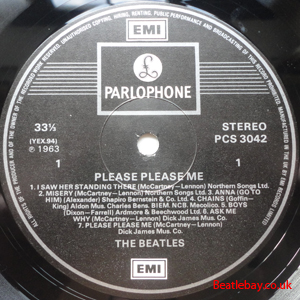 EMI
PARLOPHONE
33⅓
(YEX.94)
℗ 1963
STEREO
PCS 3042
1
1
PLEASE PLEASE ME
1. I SAW HER STANDING THERE (McCartney–Lennon) Northern Songs Ltd.
2. MISERY (McCartney–Lennon) Northern Songs Ltd. 3. ANNA (GO TO
HIM) (Alexander) Shapiro Bernstein & Co. Ltd. 4. CHAINS (Goffin–
King) Aldon Mus. Charles Bens. BIEM. NCB. Mecolico. 5. BOYS
(Dixon–Farrell) Ardmore & Beechwood Ltd. 6. ASK ME
WHY (McCartney–Lennon) Dick James Mus. Co.
7. PLEASE PLEASE ME (McCartney–Lennon)
Dick James Mus. Co.
THE BEATLES
EMI
Beatlebay.co.uk